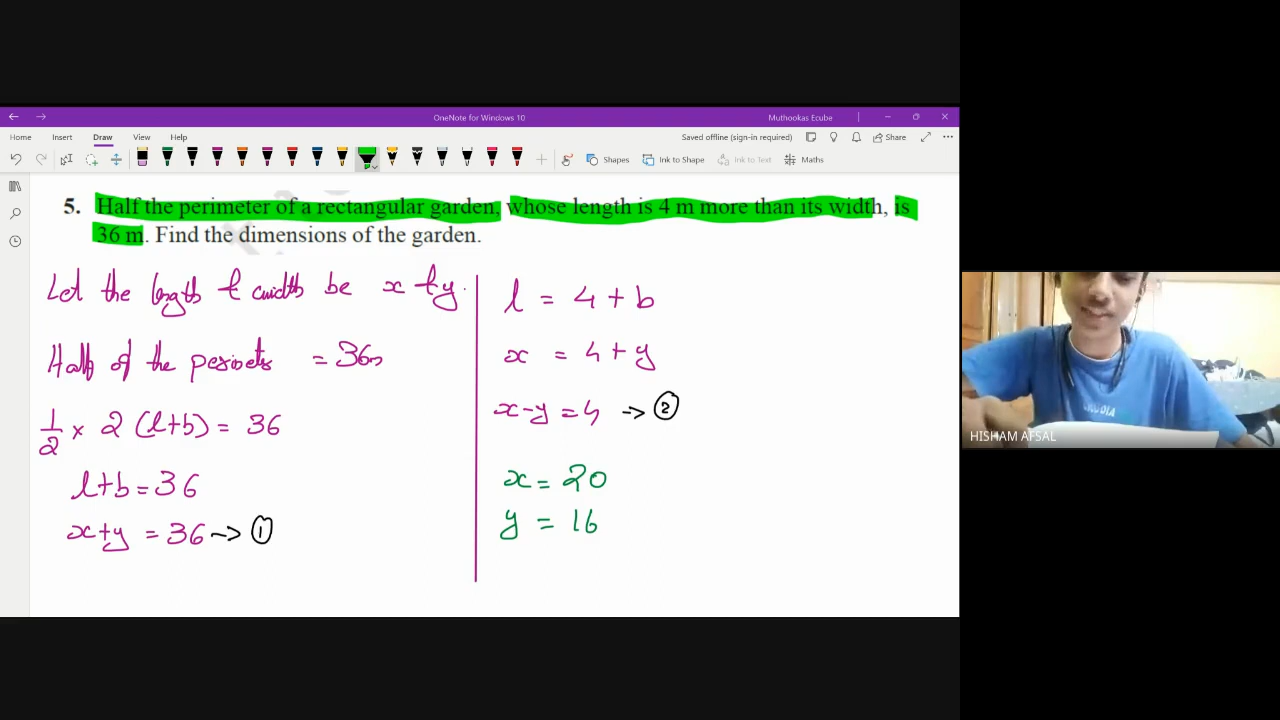 OneNote for Windows 10
Muthookas Ecube
Home Insert Draw View Help
Saved offline (sign-in required)
Share
Shapes
Ink to Shape
Ink to Text
Maths
5. Half the perimeter of a rectangular garden, whose length is 4 m more than its width, is
36 m. Find the dimensions of the garden.
Let the length & width be x & y.
Half of the perimeter = 36m
1/2 × 2 (l+b) = 36
l+b = 36
x+y = 36 → ①
l = 4 + b
x = 4 + y
x-y = 4 → ②
x = 20
y = 16
HISHAM AFSAL